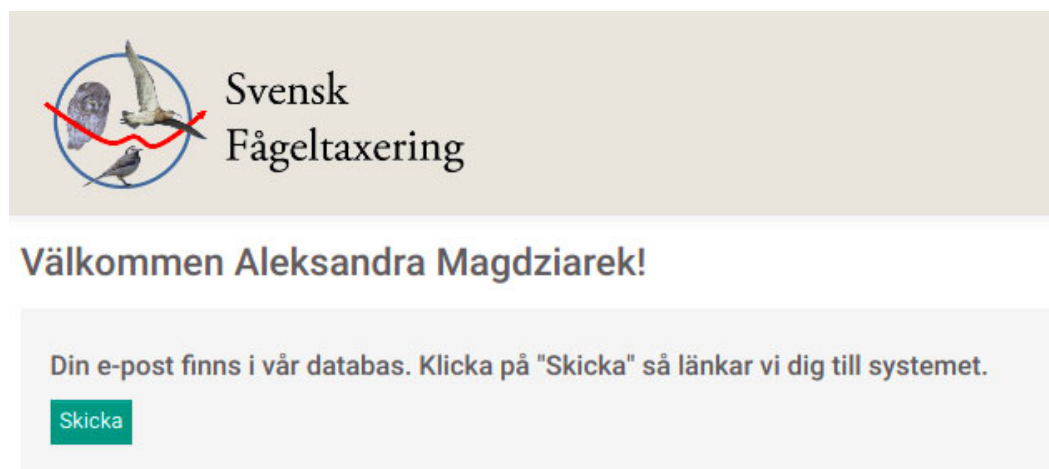 Svensk
Fågeltaxering
Välkommen Aleksandra Magdziarek!
Din e-post finns i vår databas. Klicka på "Skicka" så länkar vi dig till systemet.
Skicka